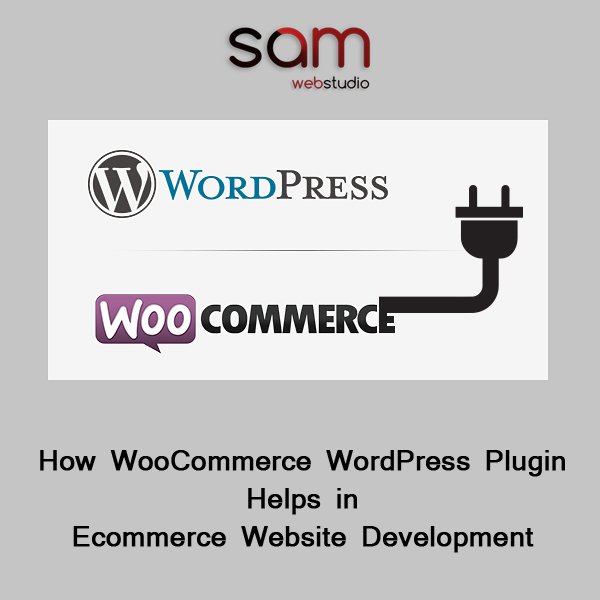 sam
webstudio
WORDPRESS
WOO COMMERCE
How WooCommerce WordPress Plugin
Helps in
Ecommerce Website Development